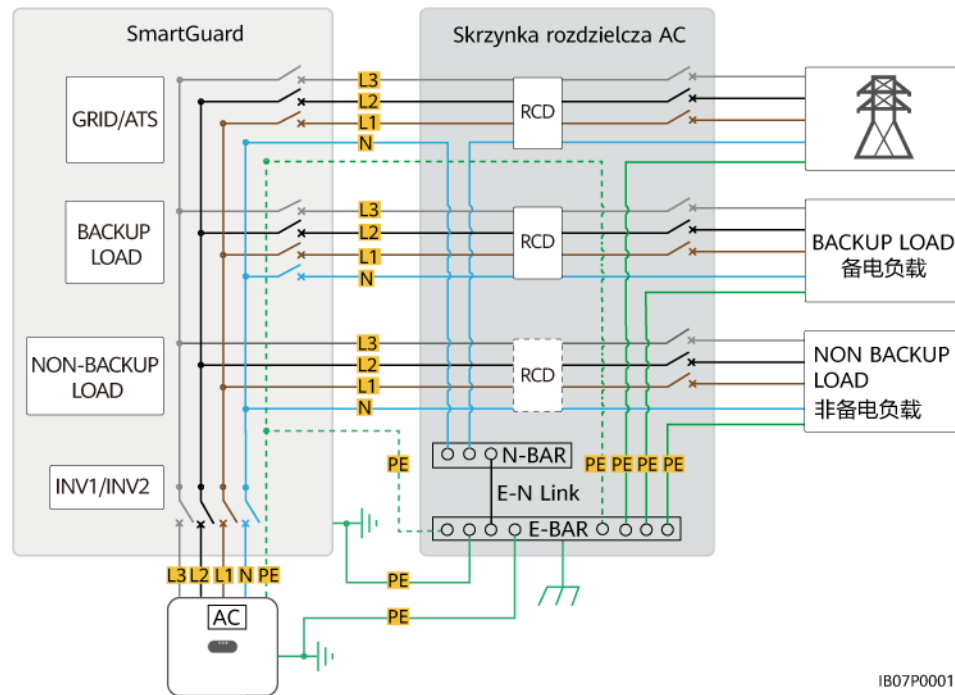 SmartGuard
Skrzynka rozdzielcza AC
GRID/ATS
L3
L2
L1
N
RCD
BACKUP
LOAD
L3
L2
L1
N
RCD
BACKUP LOAD
备电负载
NON-BACKUP
LOAD
L3
L2
L1
N
RCD
NON BACKUP
LOAD
非备电负载
INV1/INV2
PE
N-BAR
PE
PE
PE
PE
E-N Link
E-BAR
L3
L2
L1
N
PE
PE
PE
AC
IB07P0001